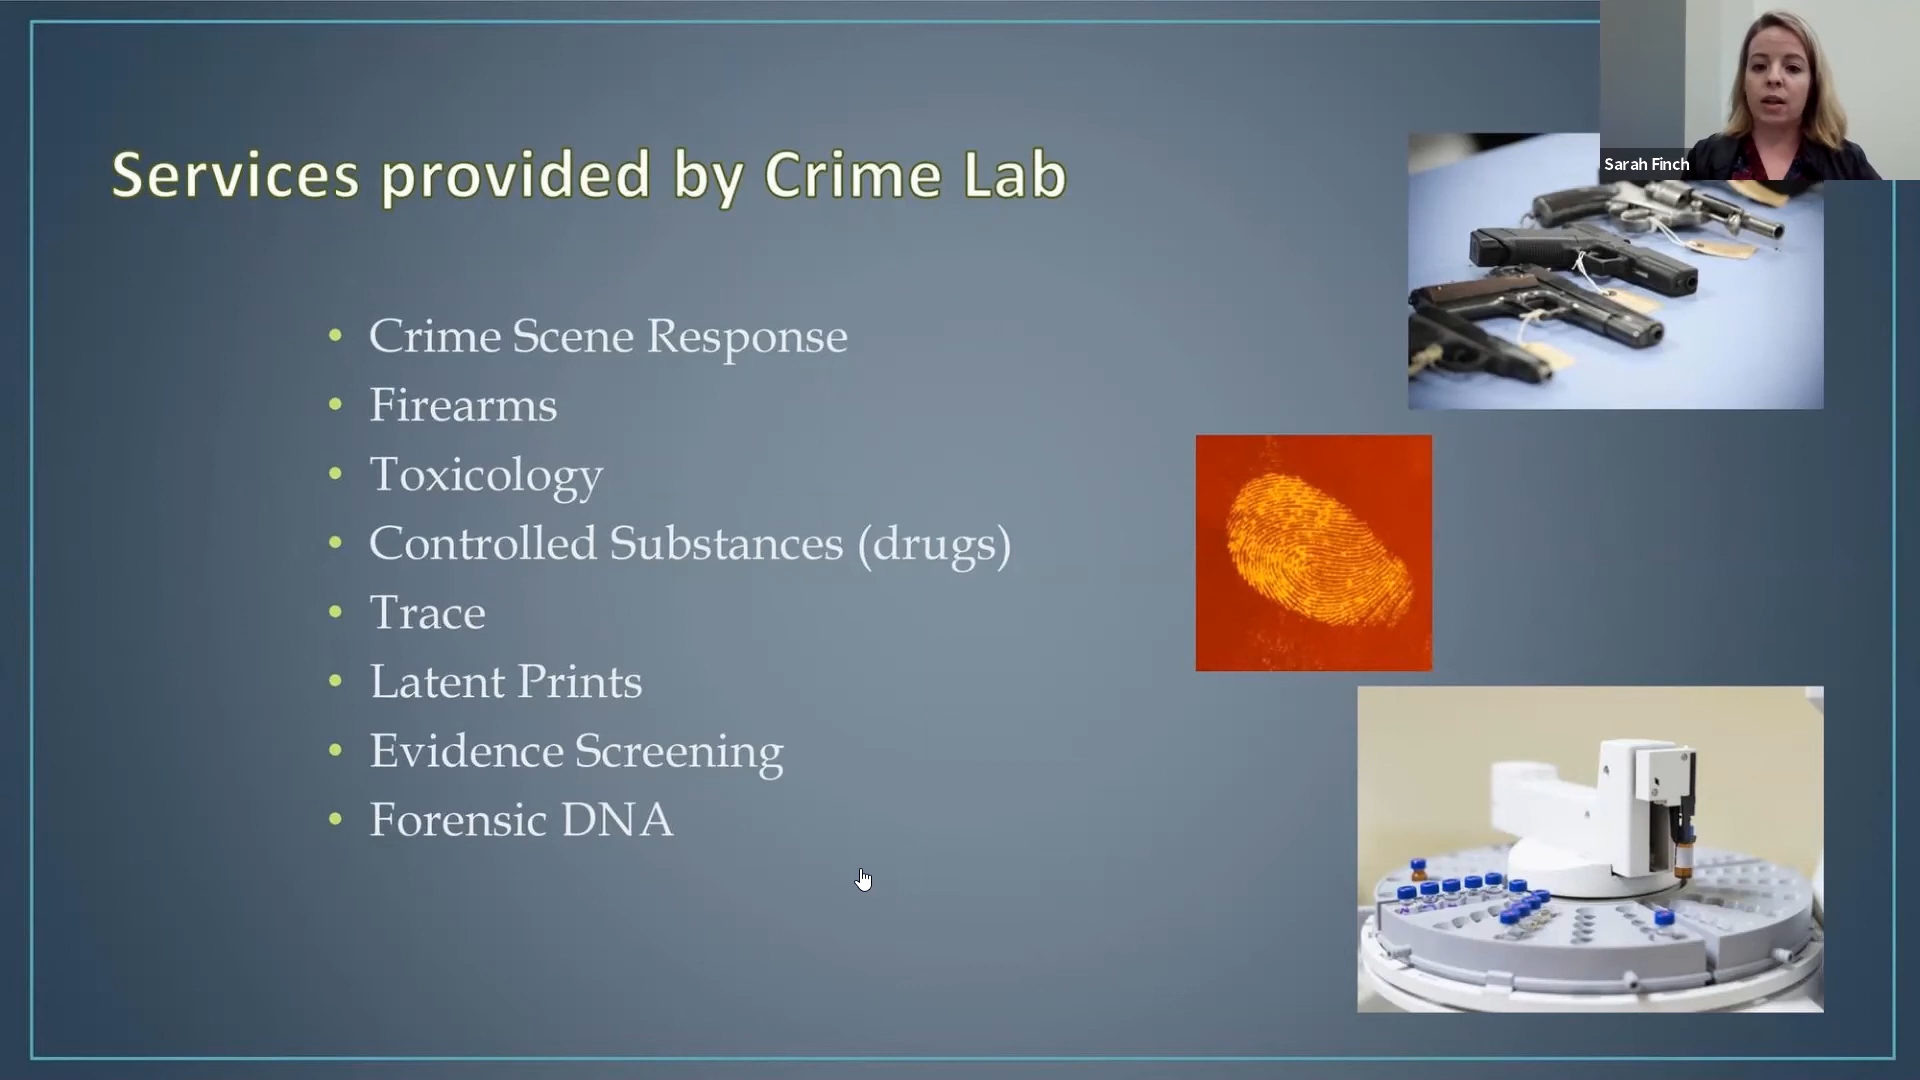 Services provided by Crime Lab
Sarah Finch
• Crime Scene Response
• Firearms
• Toxicology
• Controlled Substances (drugs)
• Trace
• Latent Prints
• Evidence Screening
• Forensic DNA